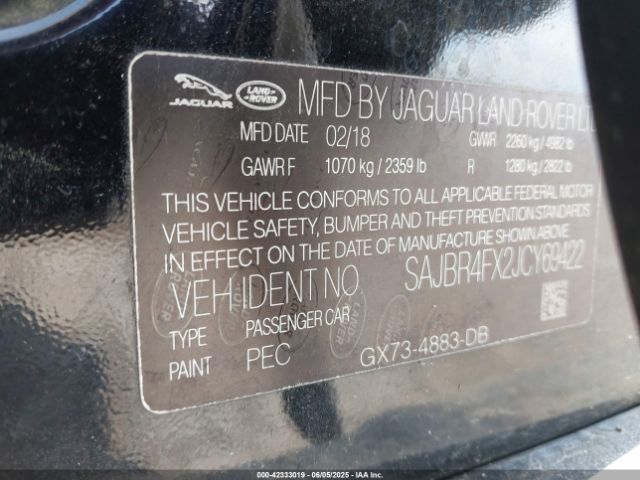 JAGUAR LAND ROVER MFD BY JAGUAR LAND ROVER LTD
MFD DATE 02/18 GVWR 2260 kg / 4982 lb
GAWR F 1070 kg / 2359 lb R 1280 kg / 2822 lb
THIS VEHICLE CONFORMS TO ALL APPLICABLE FEDERAL MOTOR
VEHICLE SAFETY, BUMPER AND THEFT PREVENTION STANDARDS
IN EFFECT ON THE DATE OF MANUFACTURE SHOWN ABOVE.
VEH IDENT NO. SAJBR4FX2JCY69422
TYPE PASSENGER CAR
PAINT PEC GX73-4883-DB
000-42333019 - 06/05/2025 - IAAI.COM